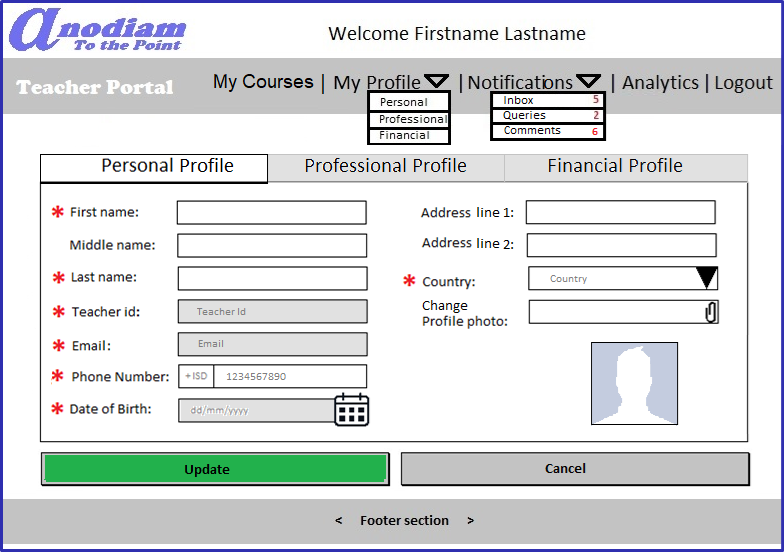 Anodiam
To the Point
Welcome Firstname Lastname
Teacher Portal
My Courses | My Profile | Notifications | Analytics | Logout
Personal
Professional
Financial
Inbox 5
Queries 2
Comments 6
Personal Profile Professional Profile Financial Profile
* First name:
Middle name:
* Last name:
* Teacher id: Teacher Id
* Email: Email
* Phone Number: +ISD 1234567890
* Date of Birth: dd/mm/yyyy
Address line 1:
Address line 2:
* Country: Country
Change
Profile photo:
Update Cancel
< Footer section >